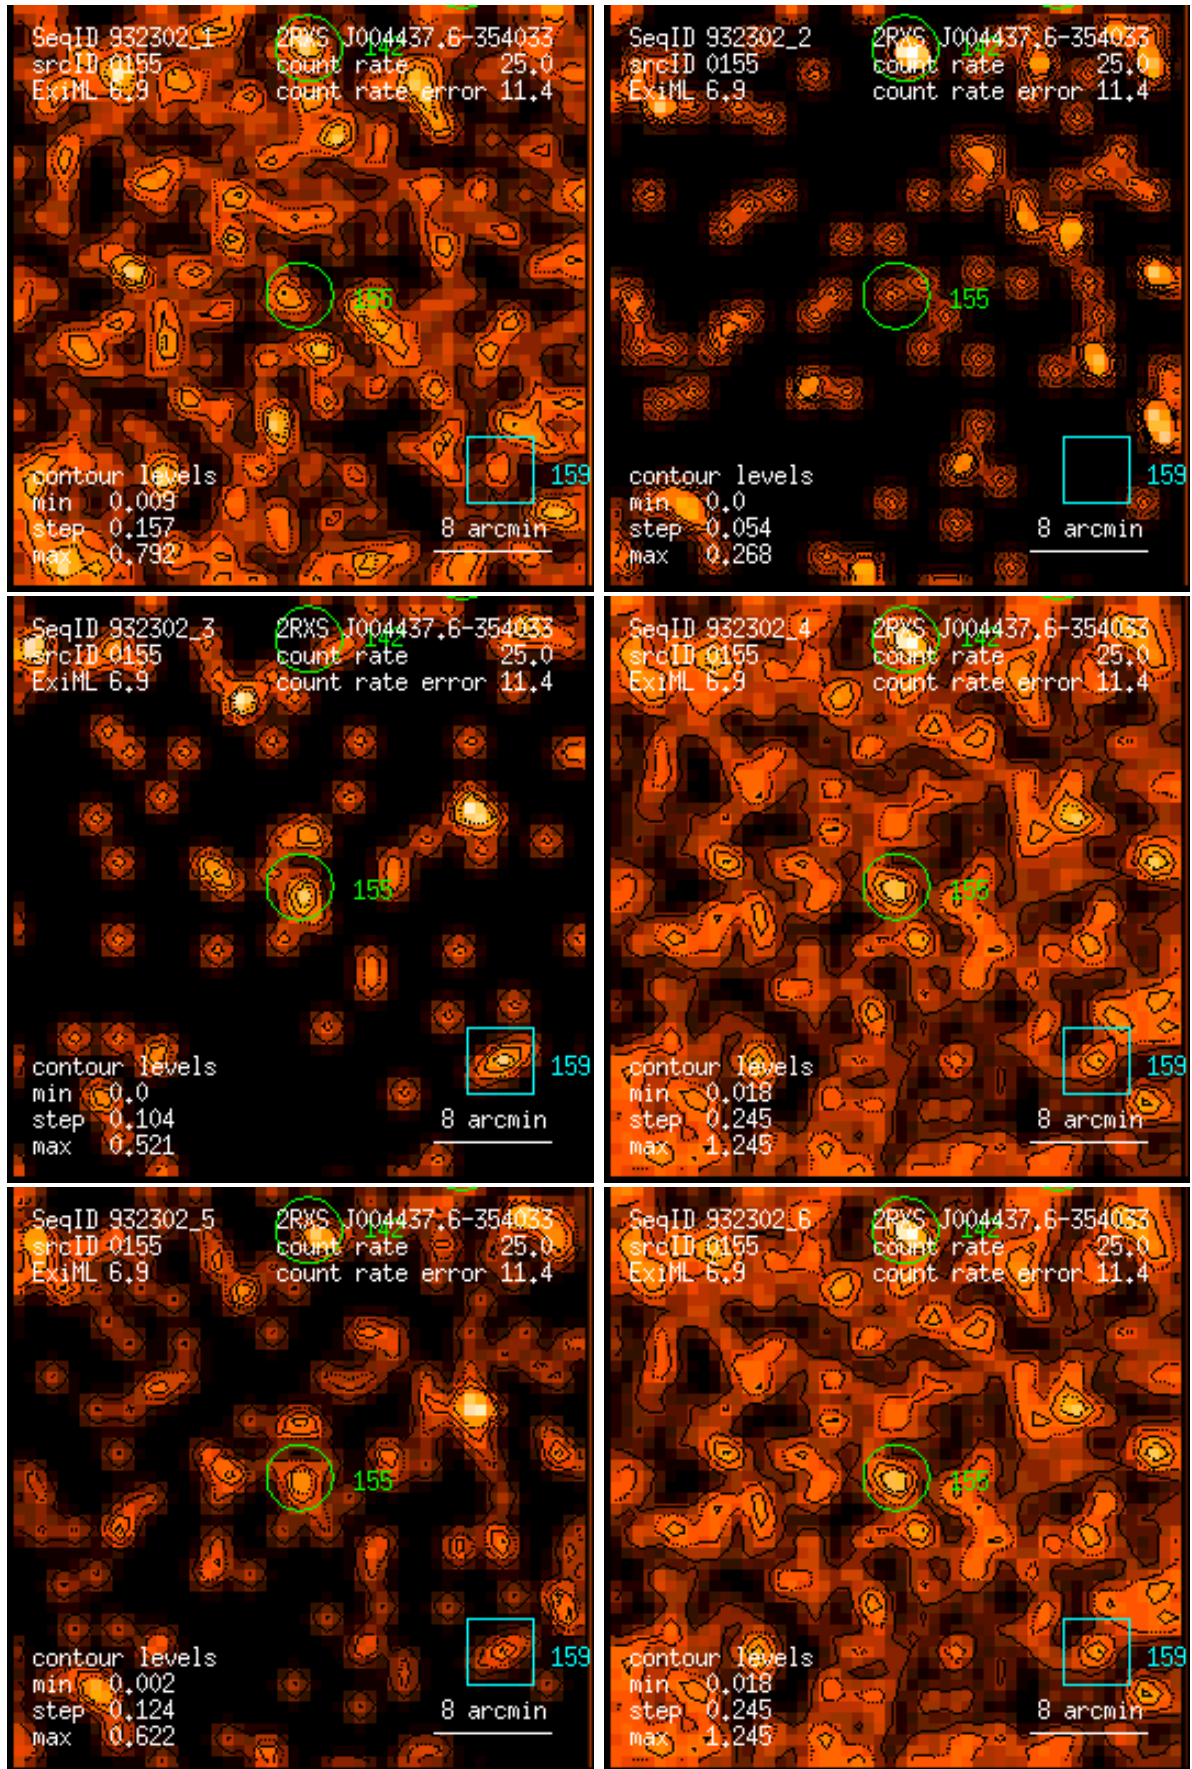 SeqID 932302_1 2RXS J004437.6-354033
142
srcID 0155 count rate 25.0
ExiML 6.9 count rate error 11.4
155
159
contour levels
min 0.009
step 0.157
max 0.792
8 arcmin
SeqID 932302_2 2RXS J004437.6-354033
142
srcID 0155 count rate 25.0
ExiML 6.9 count rate error 11.4
155
159
contour levels
min 0.0
step 0.054
max 0.268
8 arcmin
SeqID 932302_3 2RXS J004437.6-354033
142
srcID 0155 count rate 25.0
ExiML 6.9 count rate error 11.4
155
159
contour levels
min 0.0
step 0.104
max 0.521
8 arcmin
SeqID 932302_4 2RXS J004437.6-354033
142
srcID 0155 count rate 25.0
ExiML 6.9 count rate error 11.4
155
159
contour levels
min 0.018
step 0.245
max 1.245
8 arcmin
SeqID 932302_5 2RXS J004437.6-354033
142
srcID 0155 count rate 25.0
ExiML 6.9 count rate error 11.4
155
159
contour levels
min 0.002
step 0.124
max 0.622
8 arcmin
SeqID 932302_6 2RXS J004437.6-354033
142
srcID 0155 count rate 25.0
ExiML 6.9 count rate error 11.4
155
159
contour levels
min 0.018
step 0.245
max 1.245
8 arcmin